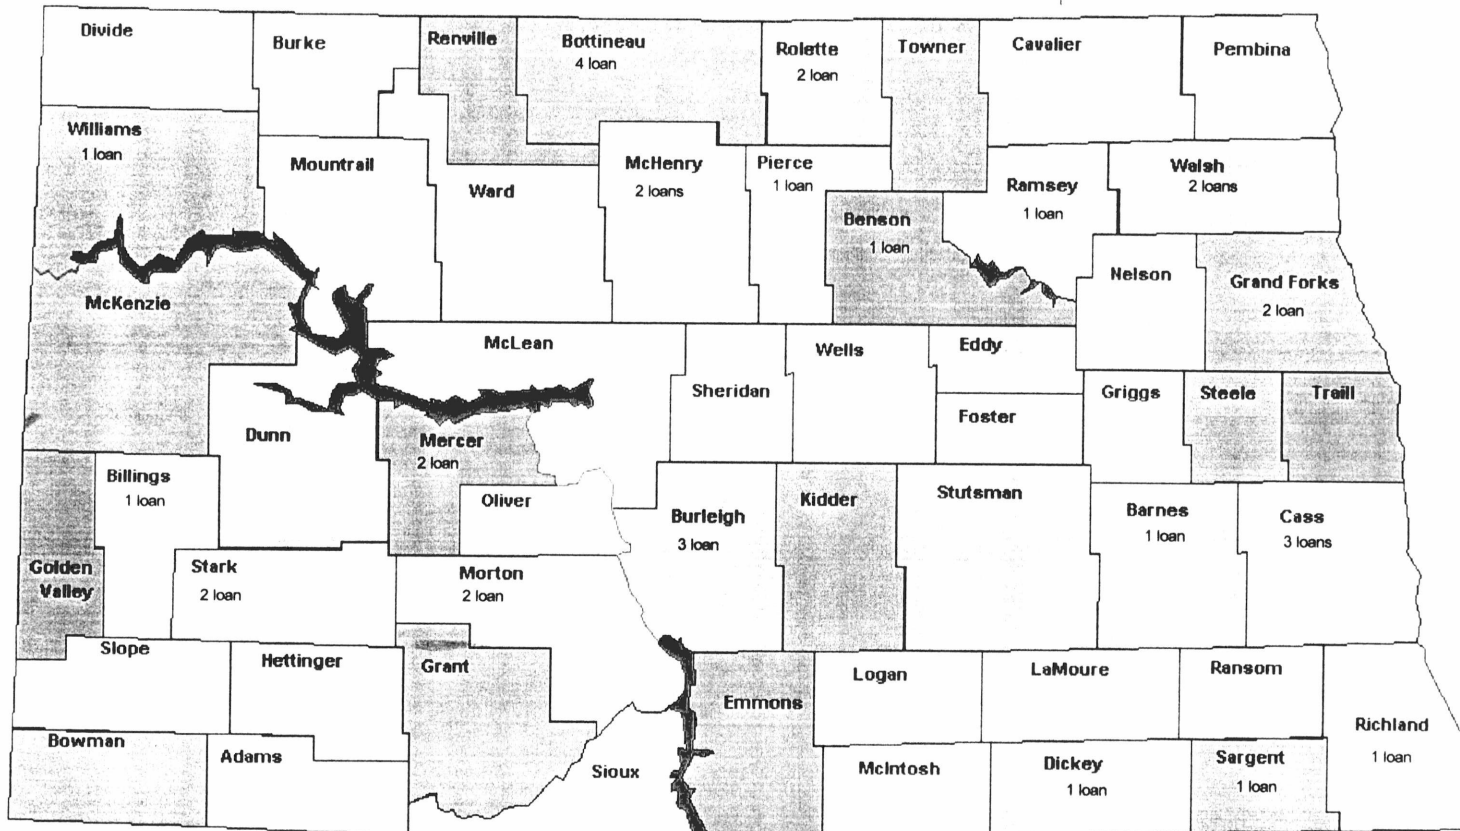 Divide
Burke
Renville
Bottineau
4 loan
Rolette
2 loan
Towner
Cavalier
Pembina
Williams
1 loan
Mountrail
Ward
McHenry
2 loans
Pierce
1 loan
Benson
1 loan
Ramsey
1 loan
Walsh
2 loans
Nelson
Grand Forks
2 loan
McKenzie
McLean
Sheridan
Wells
Eddy
Foster
Griggs
Steele
Traill
Dunn
Mercer
2 loan
Oliver
Billings
1 loan
Golden
Valley
Stark
2 loan
Morton
2 loan
Burleigh
3 loan
Kidder
Stutsman
Barnes
1 loan
Cass
3 loans
Slope
Hettinger
Grant
Emmons
Logan
LaMoure
Ransom
Richland
1 loan
Bowman
Adams
Sioux
McIntosh
Dickey
1 loan
Sargent
1 loan